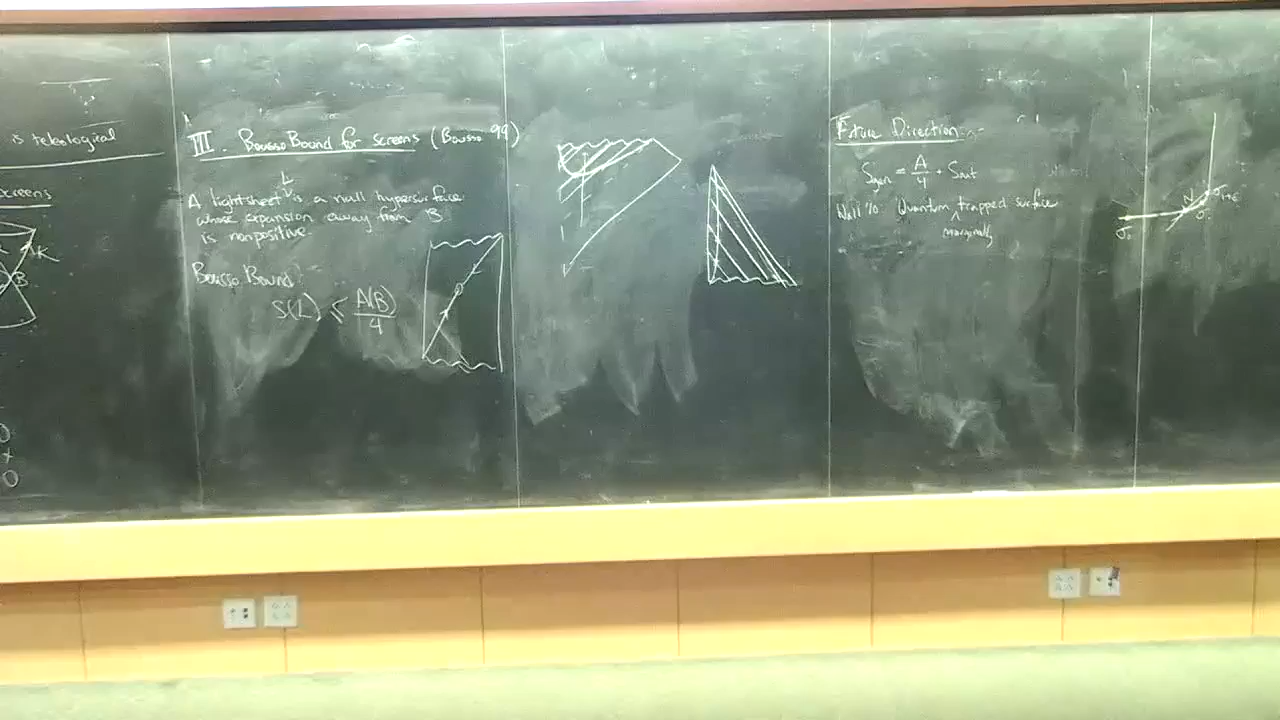 is teleological
screens
K
B
III. Bousso Bound for Screens (Bousso 99)
L
A lightsheet is a null hypersurface
whose expansion away from B
is nonpositive.
Bousso Bound:
S(L) ≤ A(B)/4
Future Direction
Sgen = A/4 + Sout
Wall 10: Quantum trapped surface
marginally
N
σ